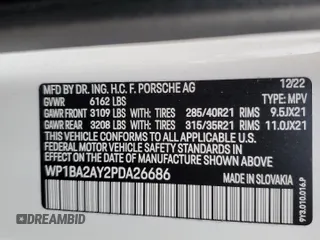 MFD BY DR. ING. H.C. F. PORSCHE AG 12/22
GVWR 6162 LBS TYPE: MPV
GAWR FRONT 3109 LBS WITH: TIRES 285/40R21 RIMS 9.5JX21
GAWR REAR 3208 LBS WITH: TIRES 315/35R21 RIMS 11.0JX21
THIS VEHICLE CONFORMS TO ALL APPLICABLE U.S.
FEDERAL MOTOR VEHICLE SAFETY STANDARDS IN EFFECT
ON THE DATE OF MANUFACTURE SHOWN ABOVE.
WP1BA2AY2PDA26686 MADE IN SLOVAKIA
9Y3.010.016.P
DREAMBID